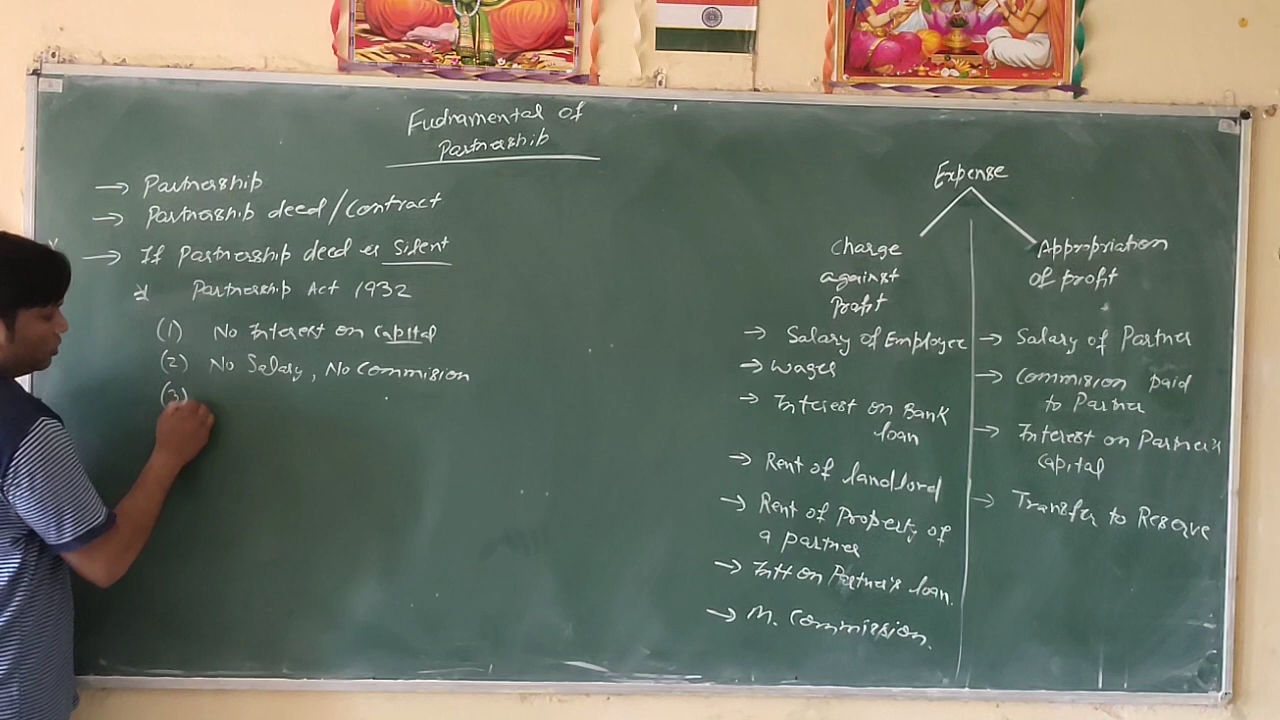 Fudramental of
Partnership
→ Partnership
→ Partnership deed / Contract
→ If Partnership deed is Silent
Partnership Act 1932
(1) No Interest on Capital
(2) No Salary, No Commision
(3)
Expense
Charge
against
Profit
→ Salary of Employee
→ Wages
→ Interest on Bank
loan
→ Rent of landlord
→ Rent of Property of
a partner
→ Intt on Partner's loan.
→ M. Commission.
Appropriation
of profit
→ Salary of Partner
→ Commision paid
to Partner
→ Interest on Partner's
Capital
→ Transfer to Reserve